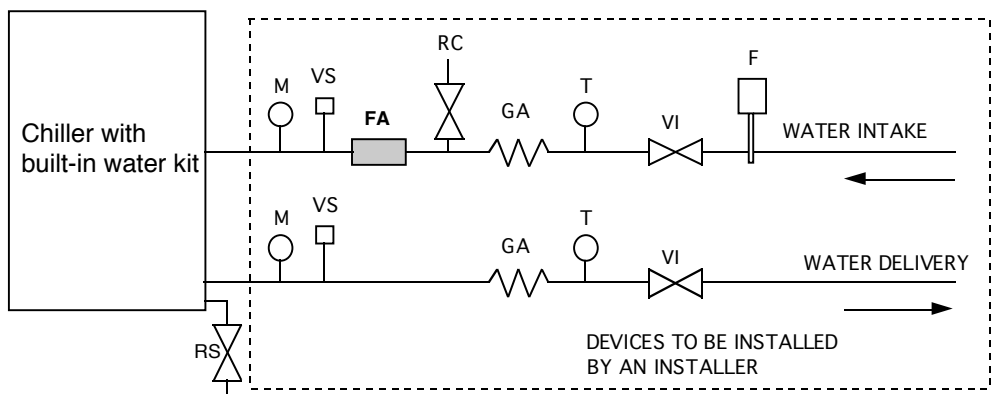 RC
F
M
VS
FA
GA
T
VI
WATER INTAKE
Chiller with
built-in water kit
M
VS
GA
T
VI
WATER DELIVERY
RS
DEVICES TO BE INSTALLED
BY AN INSTALLER